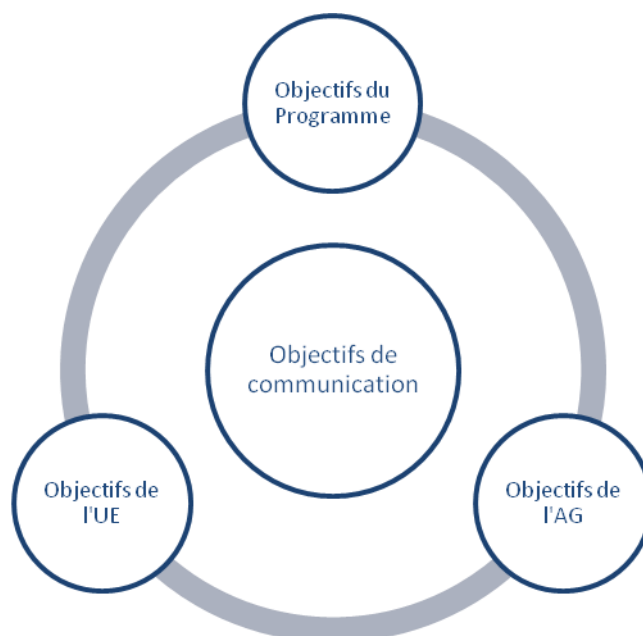 Objectifs du
Programme
Objectifs de
communication
Objectifs de
l'UE
Objectifs de
l'AG